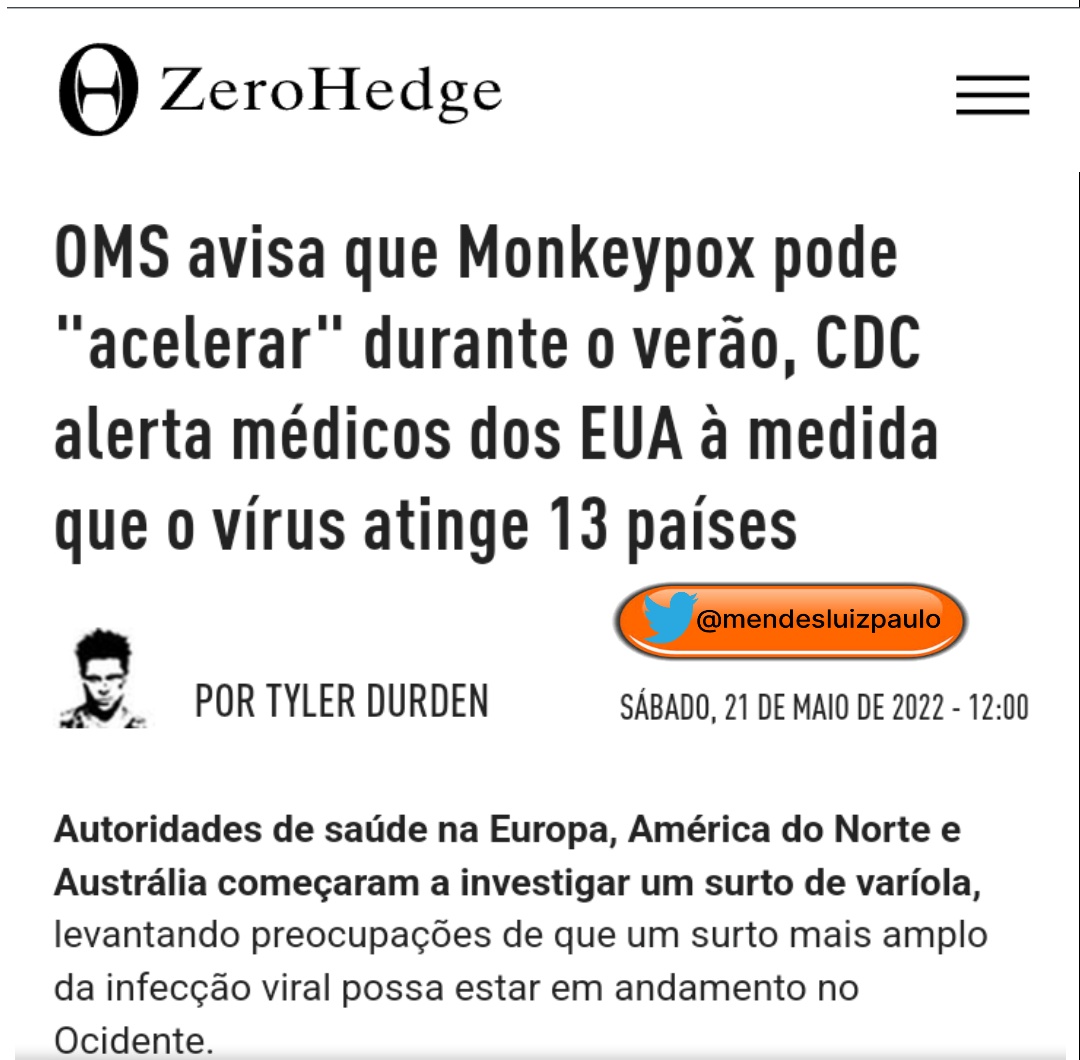 ZeroHedge
OMS avisa que Monkeypox pode
"acelerar" durante o verão, CDC
alerta médicos dos EUA à medida
que o vírus atinge 13 países
@mendesluizpaulo
POR TYLER DURDEN
SÁBADO, 21 DE MAIO DE 2022 - 12:00
Autoridades de saúde na Europa, América do Norte e
Austrália começaram a investigar um surto de varíola,
levantando preocupações de que um surto mais amplo
da infecção viral possa estar em andamento no
Ocidente.